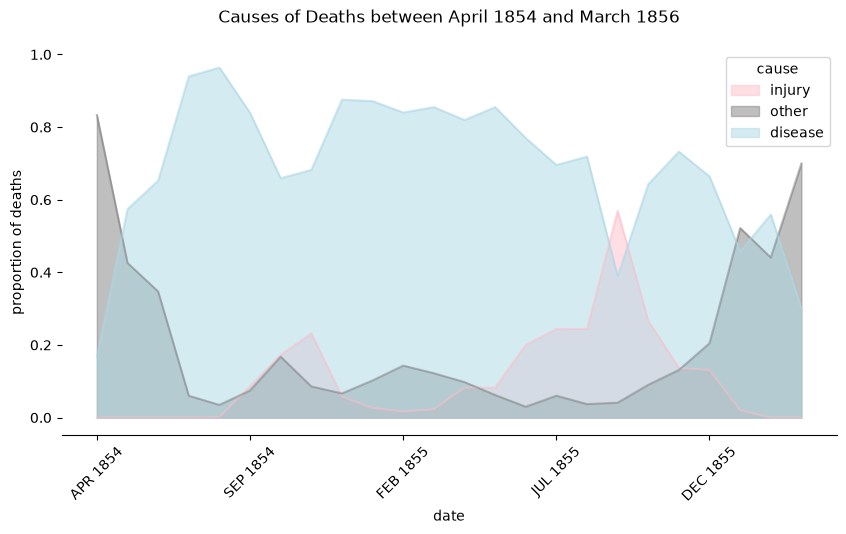 Causes of Deaths between April 1854 and March 1856
1.0
0.8
0.6
0.4
0.2
0.0
proportion of deaths
cause
injury
other
disease
APR 1854
SEP 1854
FEB 1855
JUL 1855
DEC 1855
date